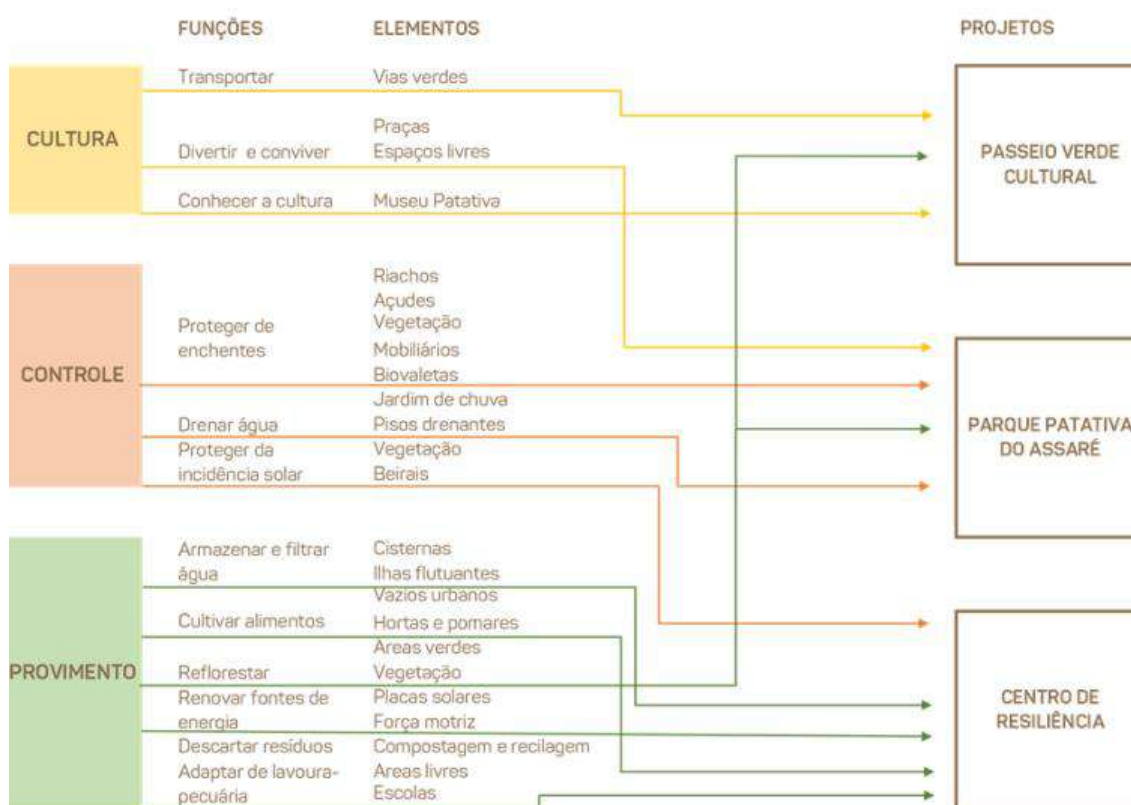 FUNÇÕES ELEMENTOS PROJETOS
CULTURA
Transportar Vias verdes
Praças
Divertir e conviver Espaços livres
Conhecer a cultura Museu Patativa
PASSEIO VERDE
CULTURAL
CONTROLE
Riachos
Açudes
Proteger de Vegetação
enchentes Mobiliários
Biovaletas
Jardim de chuva
Drenar água Pisos drenantes
Proteger da Vegetação
incidência solar Beirais
PARQUE PATATIVA
DO ASSARÉ
PROVIMENTO
Armazenar e filtrar Cisternas
água Ilhas flutuantes
Vazios urbanos
Cultivar alimentos Hortas e pomares
Areas verdes
Reflorestar Vegetação
Renovar fontes de Placas solares
energia Força motriz
Descartar resíduos Compostagem e recilagem
Adaptar de lavoura- Areas livres
pecuária Escolas
CENTRO DE
RESILIÊNCIA